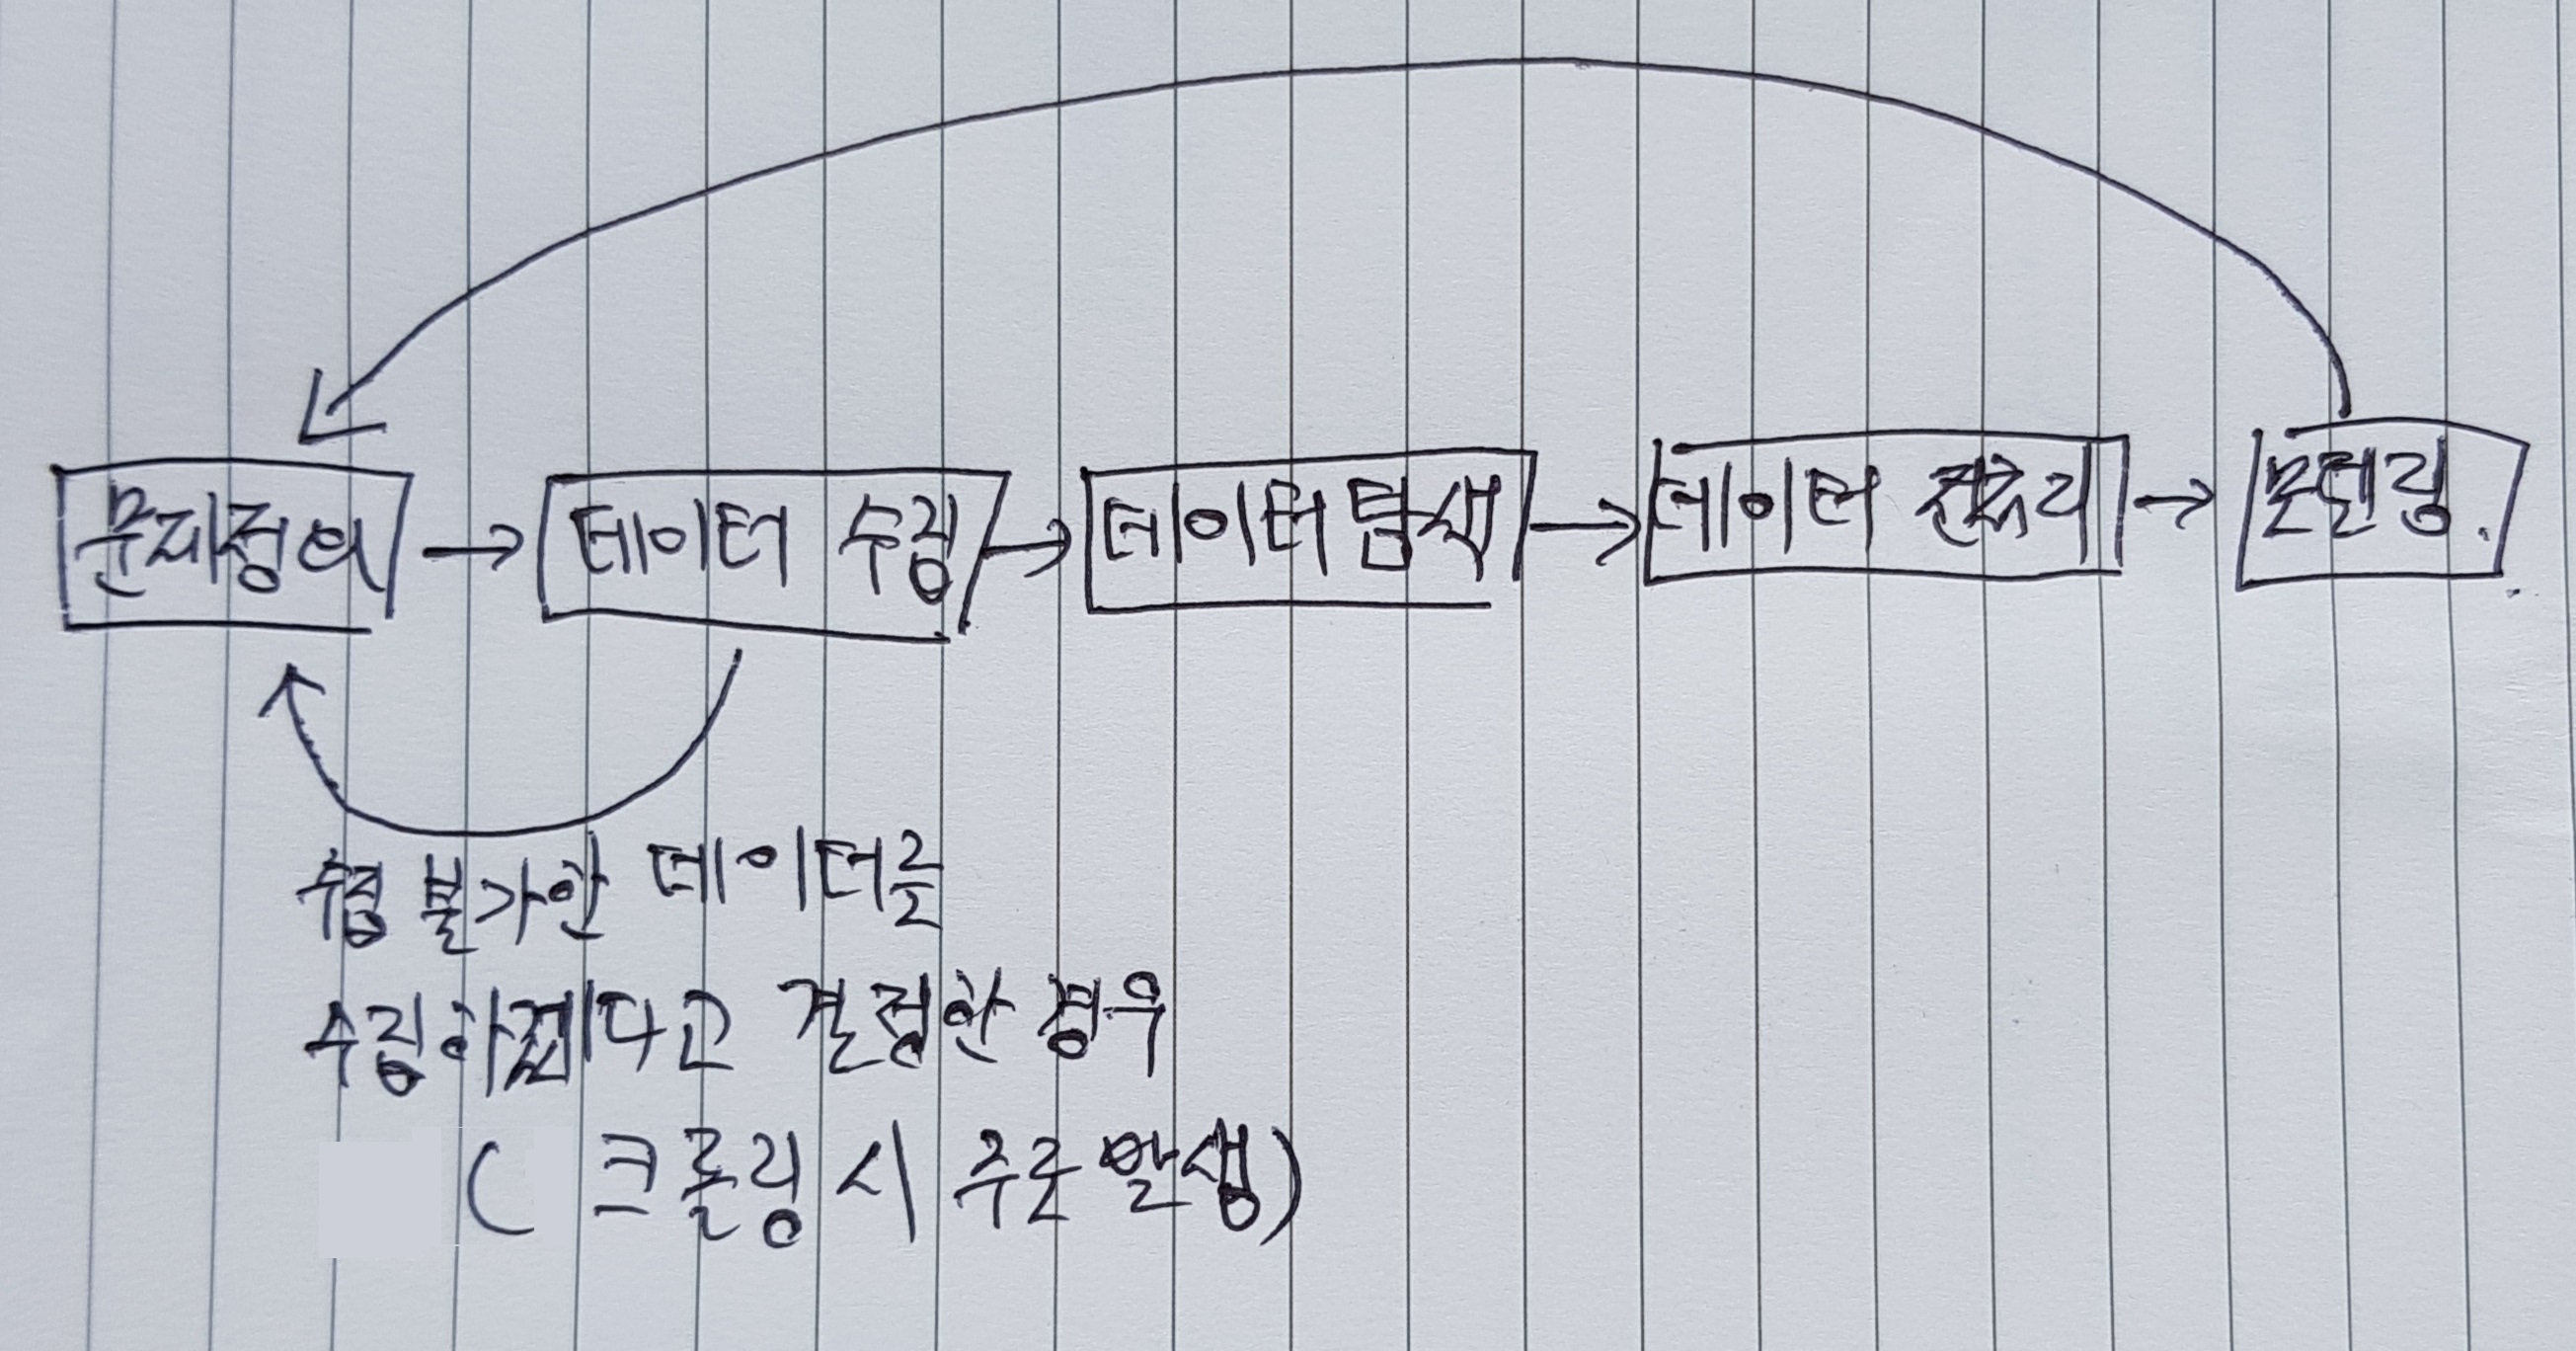 문제정의 → 데이터 수집 → 데이터 탐색 → 데이터 전처리 → 모델링.
수집 불가한 데이터를
수집하겠다고 결정한 경우
( 크롤링 시 주로 발생)